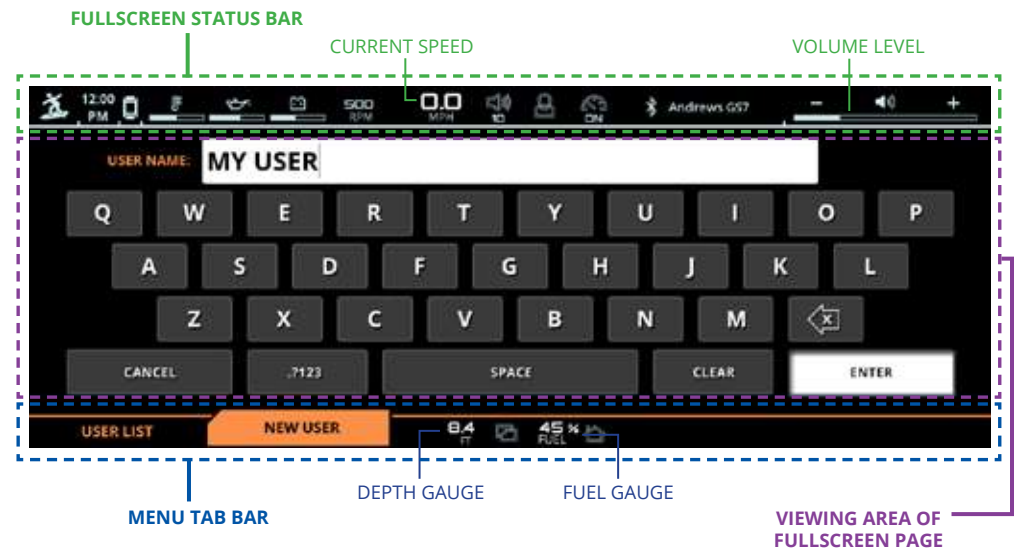 FULLSCREEN STATUS BAR
CURRENT SPEED
VOLUME LEVEL
12:00 PM
500 RPM
0.0 MPH
10
ON
Andrews GS7
- +
USER NAME: MY USER
Q W E R T Y U I O P
A S D F G H J K L
Z X C V B N M
CANCEL .?123 SPACE CLEAR ENTER
USER LIST NEW USER 8.4 FT 45 % FUEL
DEPTH GAUGE FUEL GAUGE
MENU TAB BAR
VIEWING AREA OF
FULLSCREEN PAGE